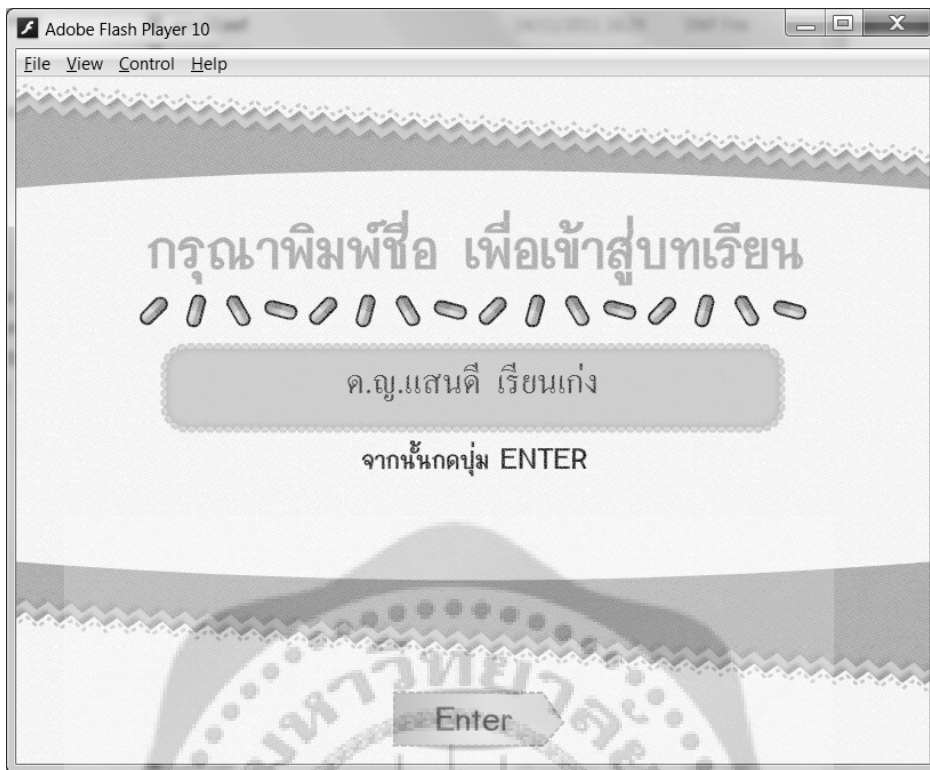 Adobe Flash Player 10
File View Control Help
กรุณาพิมพ์ชื่อ เพื่อเข้าสู่บทเรียน
ด.ญ.แสนดี เรียนเก่ง
จากนั้นกดปุ่ม ENTER
Enter